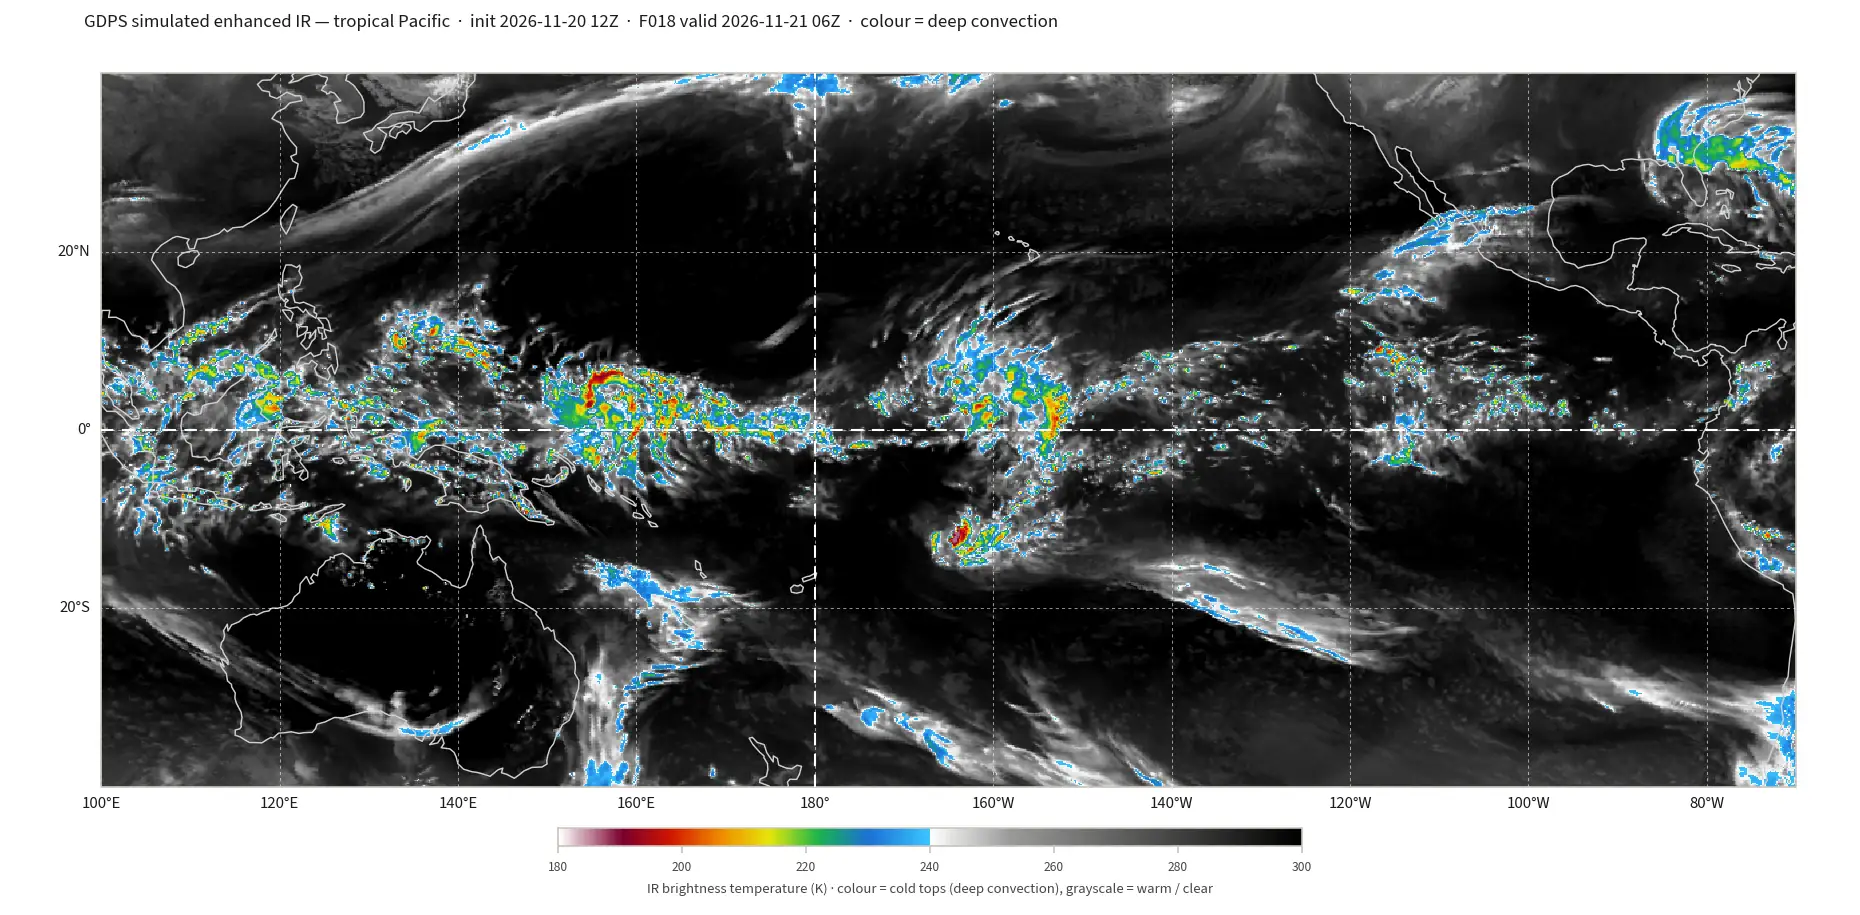 GDPS simulated enhanced IR — tropical Pacific · init 2026-11-20 12Z · F018 valid 2026-11-21 06Z · colour = deep convection
20°N
0°
20°S
100°E 120°E 140°E 160°E 180° 160°W 140°W 120°W 100°W 80°W
180 200 220 240 260 280 300
IR brightness temperature (K) · colour = cold tops (deep convection), grayscale = warm / clear